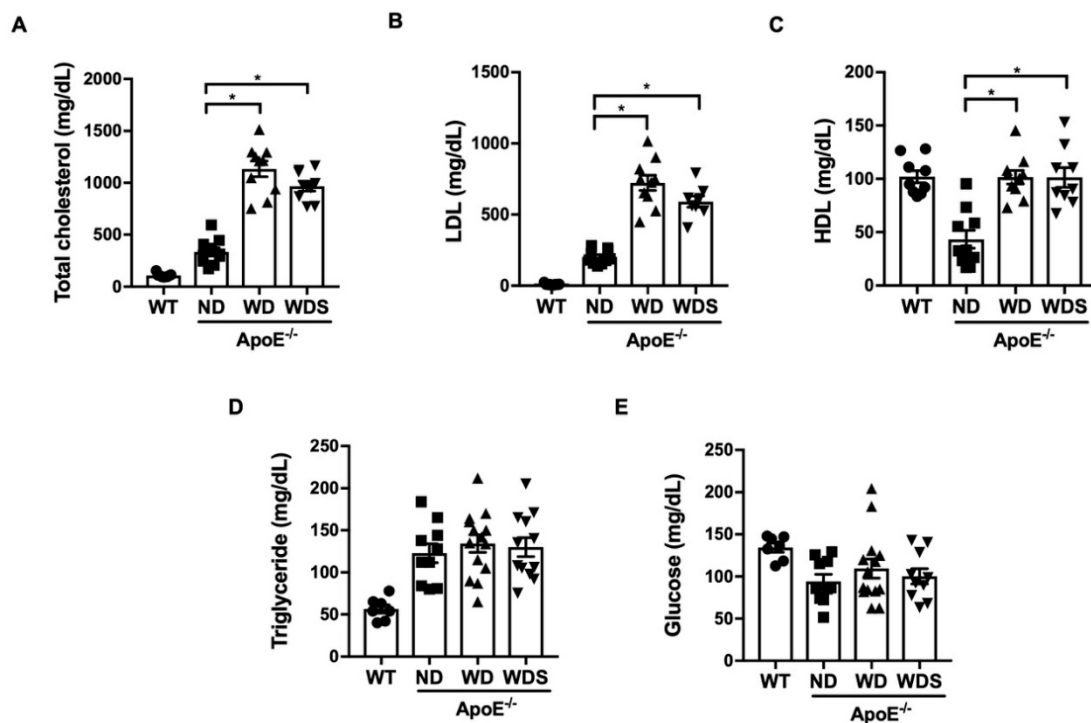 A
Total cholesterol (mg/dL)
2000
1500
1000
500
0
*
*
WT ND WD WDS
ApoE-/-
B
LDL (mg/dL)
1500
1000
500
0
*
*
WT ND WD WDS
ApoE-/-
C
HDL (mg/dL)
200
150
100
50
0
*
*
WT ND WD WDS
ApoE-/-
D
Triglyceride (mg/dL)
250
200
150
100
50
0
WT ND WD WDS
ApoE-/-
E
Glucose (mg/dL)
250
200
150
100
50
0
WT ND WD WDS
ApoE-/-